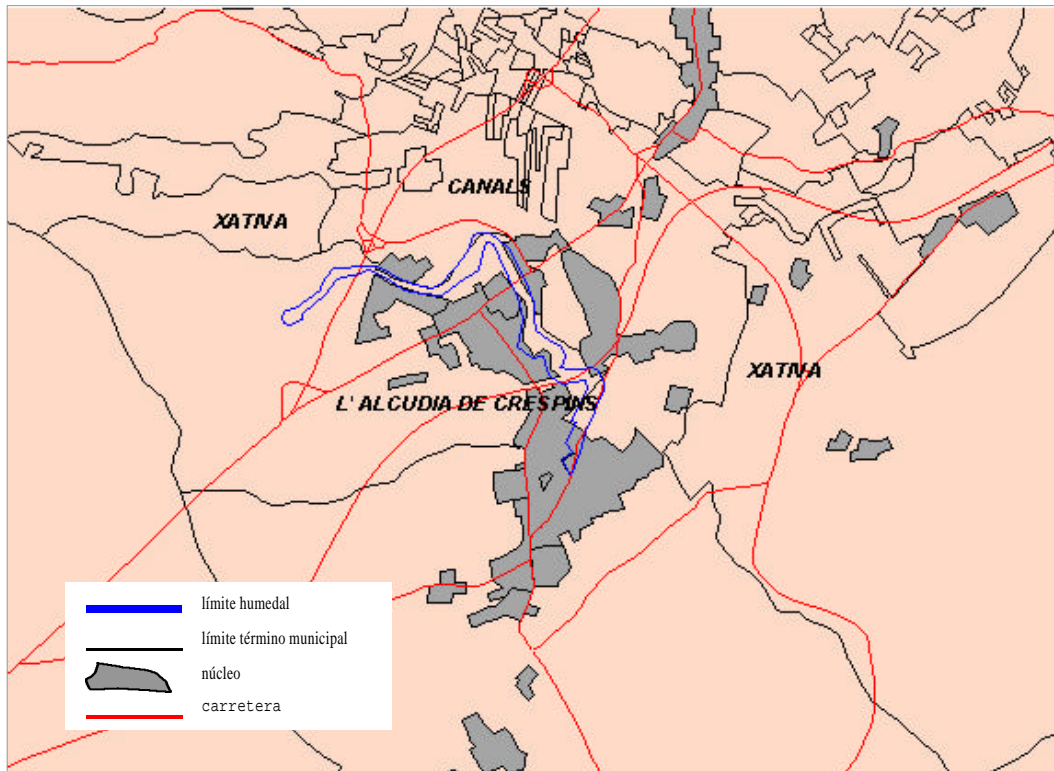 CANALS
XATIVA
XATIVA
L' ALCUDIA DE CRESPINS
límite humedal
límite término municipal
núcleo
carretera